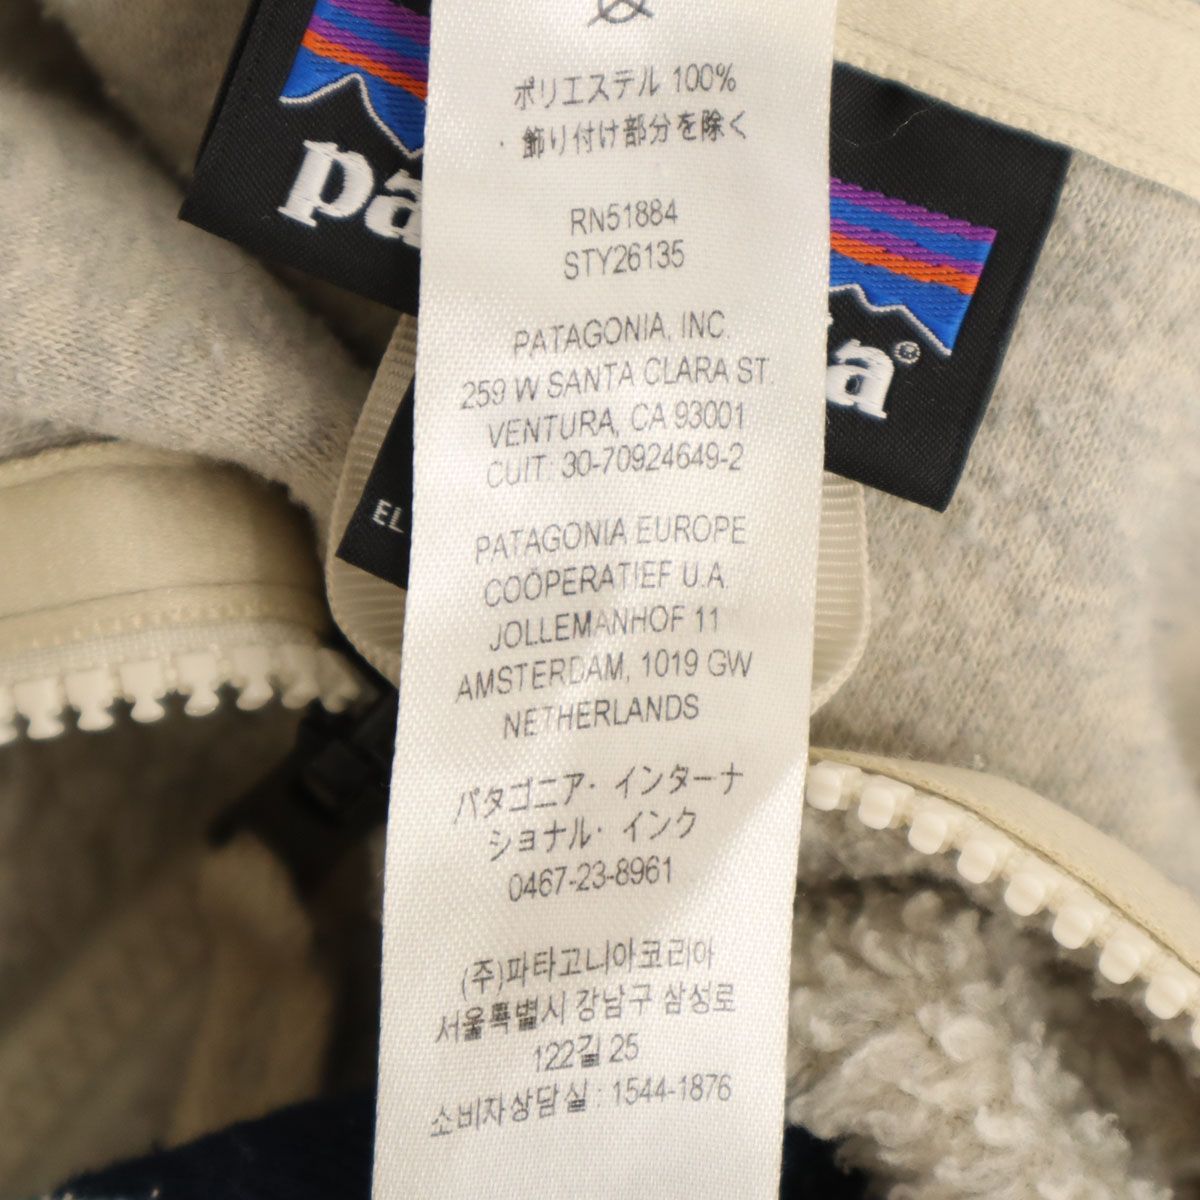 ポリエステル 100%
・飾り付け部分を除く
RN51884
STY26135
PATAGONIA, INC.
259 W SANTA CLARA ST.
VENTURA, CA 93001
CUIT: 30-70924649-2
PATAGONIA EUROPE
COÖPERATIEF U.A.
JOLLEMANHOF 11
AMSTERDAM, 1019 GW
NETHERLANDS
パタゴニア・インターナ
ショナル・インク
0467-23-8961
(주)파타고니아코리아
서울특별시 강남구 삼성로
122길 25
소비자상담실 : 1544-1876
pa
ia®
EL